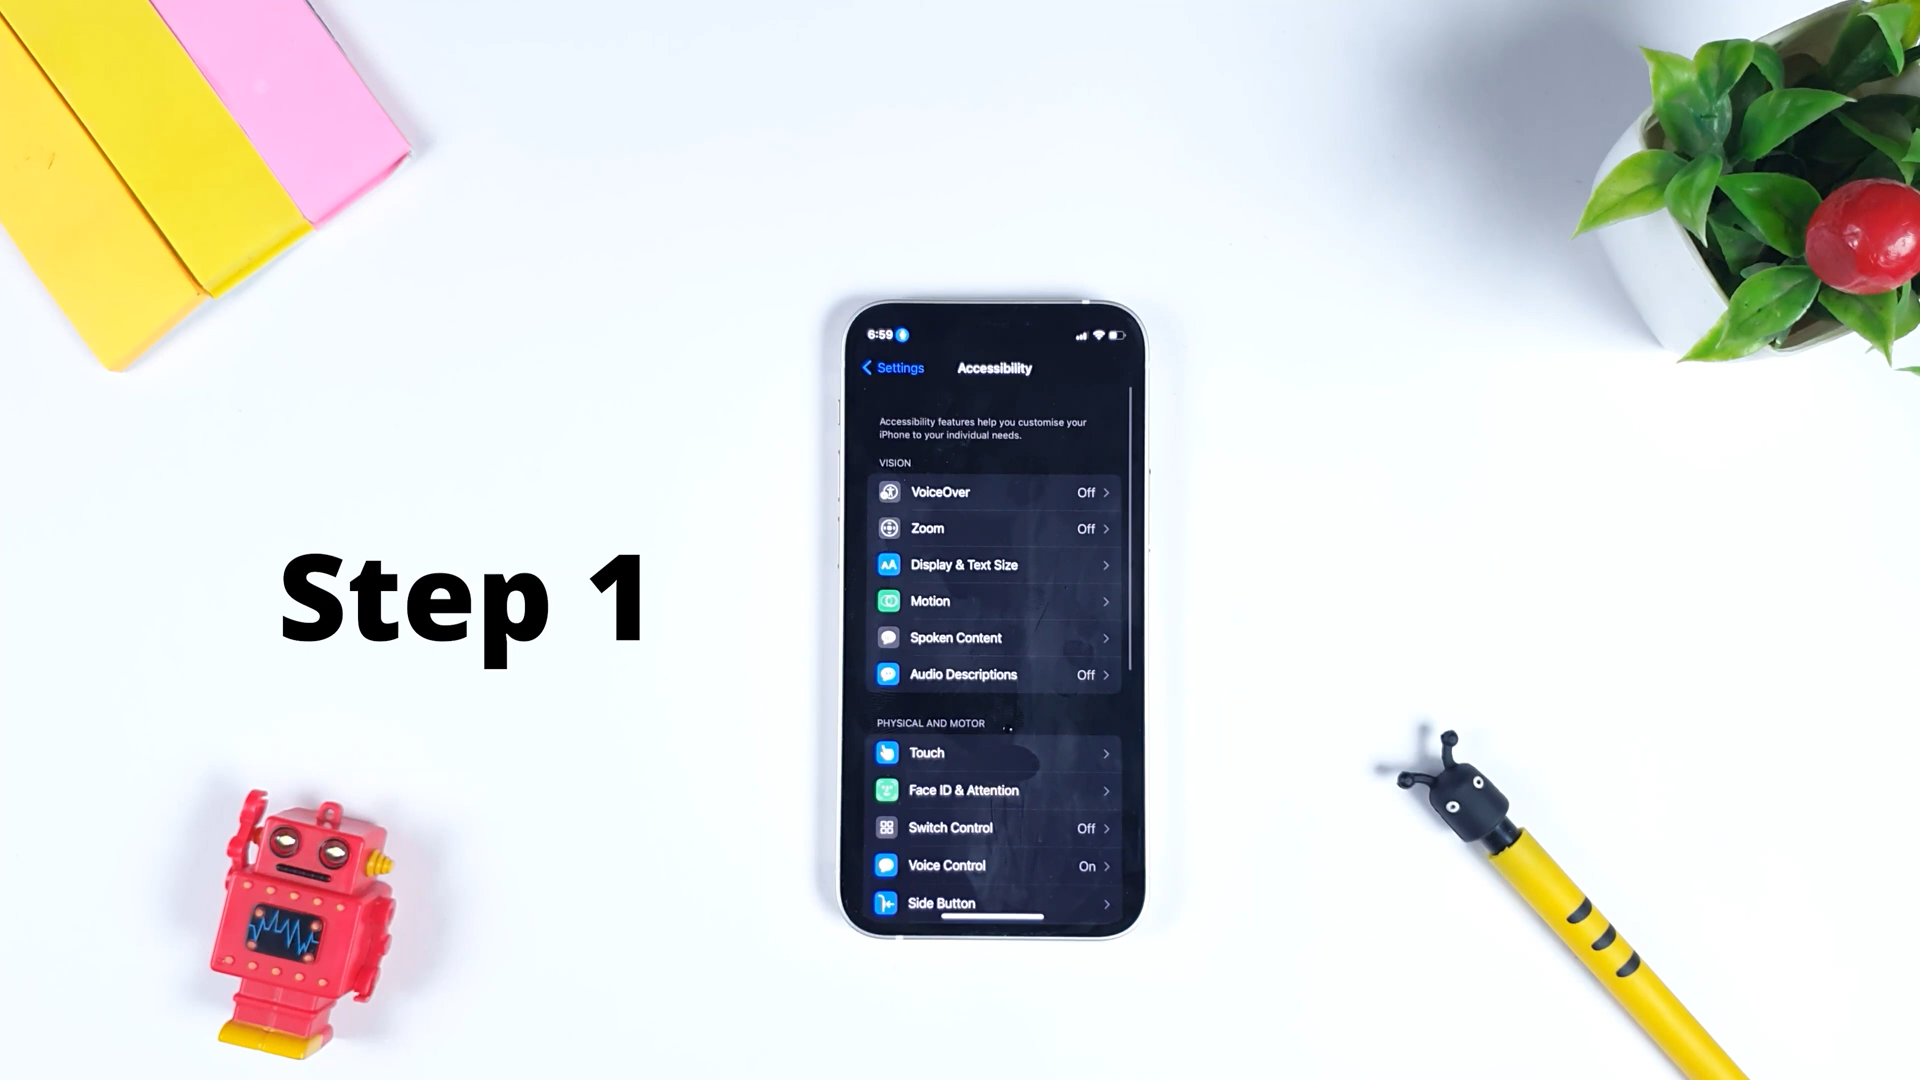 Step 1
6:59
Settings
Accessibility
Accessibility features help you customise your
iPhone to your individual needs.
VISION
VoiceOver Off
Zoom Off
AA Display & Text Size
Motion
Spoken Content
Audio Descriptions Off
PHYSICAL AND MOTOR
Touch
Face ID & Attention
Switch Control Off
Voice Control On
Side Button